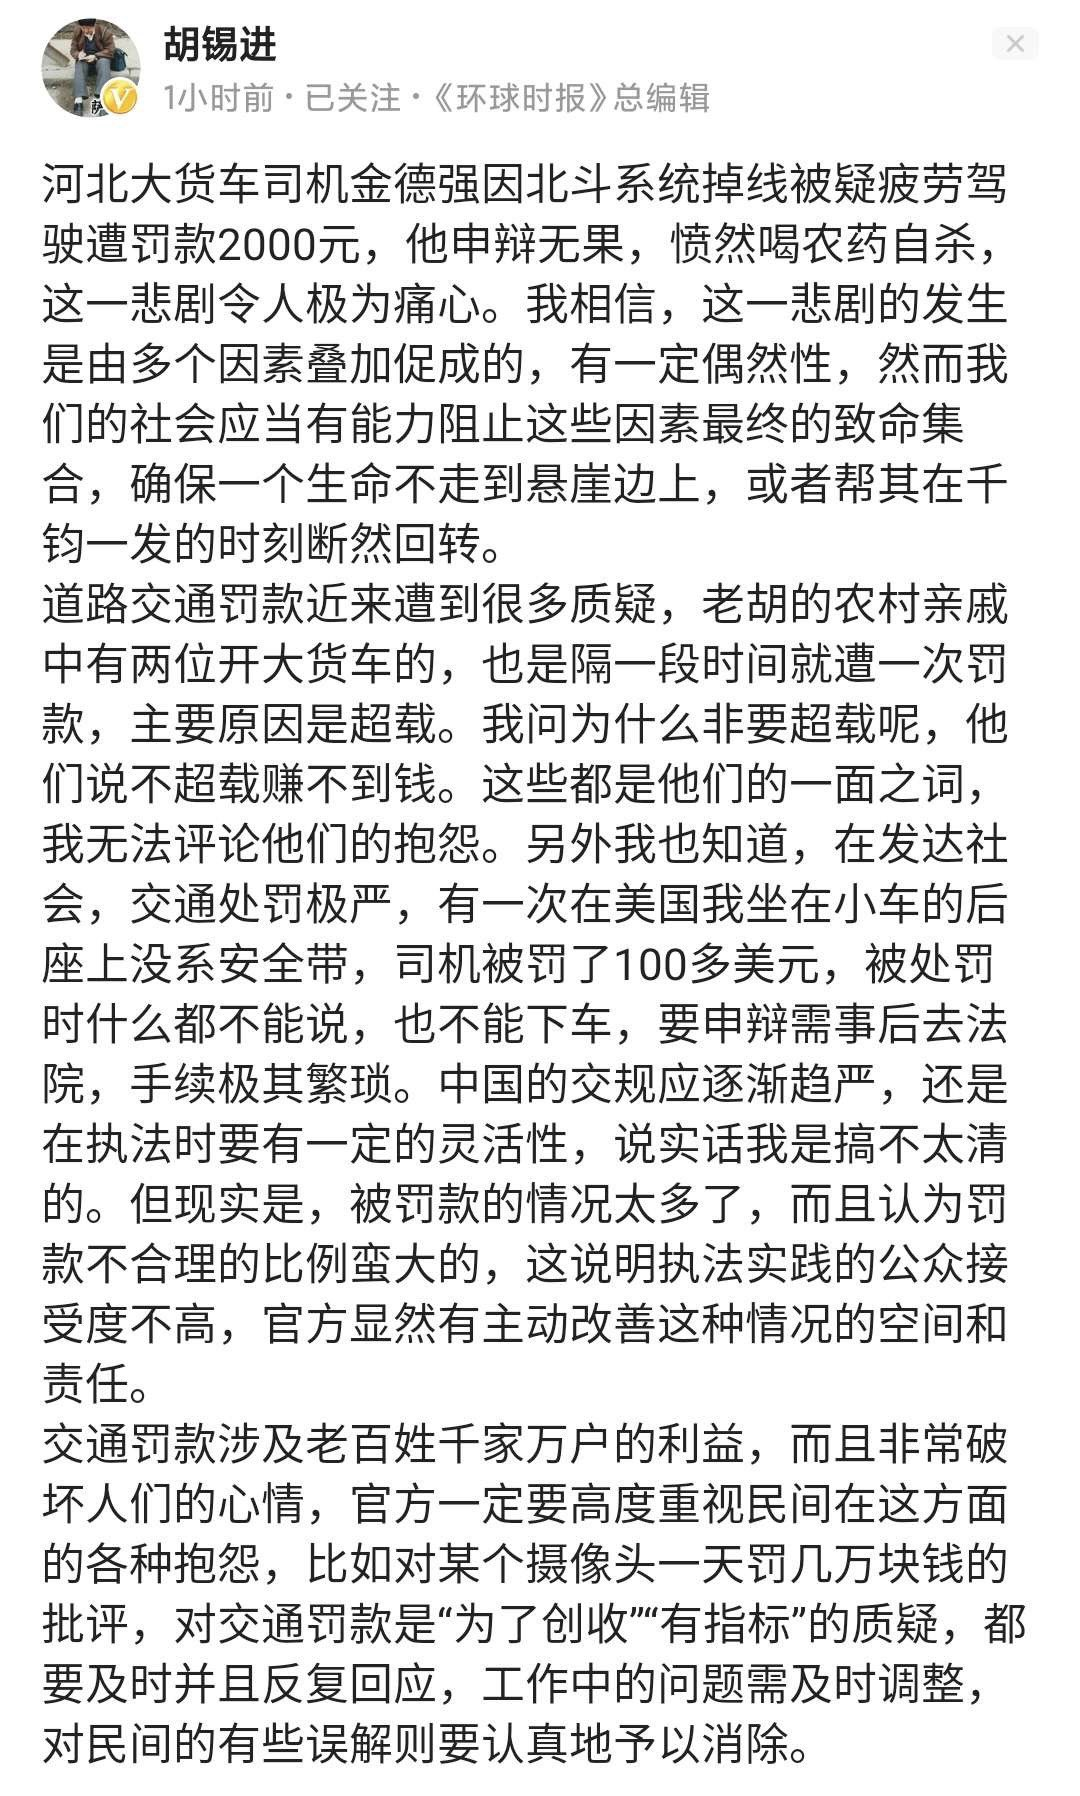 胡锡进
1小时前·已关注·《环球时报》总编辑
河北大货车司机金德强因北斗系统掉线被疑疲劳驾
驶遭罚款2000元，他申辩无果，愤然喝农药自杀，
这一悲剧令人极为痛心。我相信，这一悲剧的发生
是由多个因素叠加促成的，有一定偶然性，然而我
们的社会应当有能力阻止这些因素最终的致命集
合，确保一个生命不走到悬崖边上，或者帮其在千
钧一发的时刻断然回转。
道路交通罚款近来遭到很多质疑，老胡的农村亲戚
中有两位开大货车的，也是隔一段时间就遭一次罚
款，主要原因是超载。我问为什么非要超载呢，他
们说不超载赚不到钱。这些都是他们的一面之词，
我无法评论他们的抱怨。另外我也知道，在发达社
会，交通处罚极严，有一次在美国我坐在小车的后
座上没系安全带，司机被罚了100多美元，被处罚
时什么都不能说，也不能下车，要申辩需事后去法
院，手续极其繁琐。中国的交规应逐渐趋严，还是
在执法时要有一定的灵活性，说实话我是搞不太清
的。但现实是，被罚款的情况太多了，而且认为罚
款不合理的比例蛮大的，这说明执法实践的公众接
受度不高，官方显然有主动改善这种情况的空间和
责任。
交通罚款涉及老百姓千家万户的利益，而且非常破
坏人们的心情，官方一定要高度重视民间在这方面
的各种抱怨，比如对某个摄像头一天罚几万块钱的
批评，对交通罚款是“为了创收”“有指标”的质疑，都
要及时并且反复回应，工作中的问题需及时调整，
对民间的有些误解则要认真地予以消除。